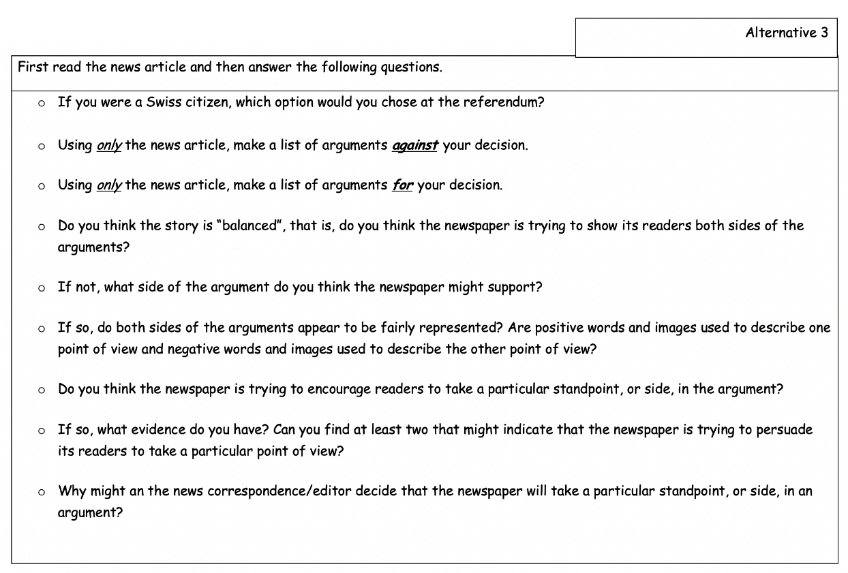 Alternative 3
First read the news article and then answer the following questions.
o If you were a Swiss citizen, which option would you chose at the referendum?
o Using only the news article, make a list of arguments against your decision.
o Using only the news article, make a list of arguments for your decision.
o Do you think the story is “balanced”, that is, do you think the newspaper is trying to show its readers both sides of the
arguments?
o If not, what side of the argument do you think the newspaper might support?
o If so, do both sides of the arguments appear to be fairly represented? Are positive words and images used to describe one
point of view and negative words and images used to describe the other point of view?
o Do you think the newspaper is trying to encourage readers to take a particular standpoint, or side, in the argument?
o If so, what evidence do you have? Can you find at least two that might indicate that the newspaper is trying to persuade
its readers to take a particular point of view?
o Why might an the news correspondence/editor decide that the newspaper will take a particular standpoint, or side, in an
argument?